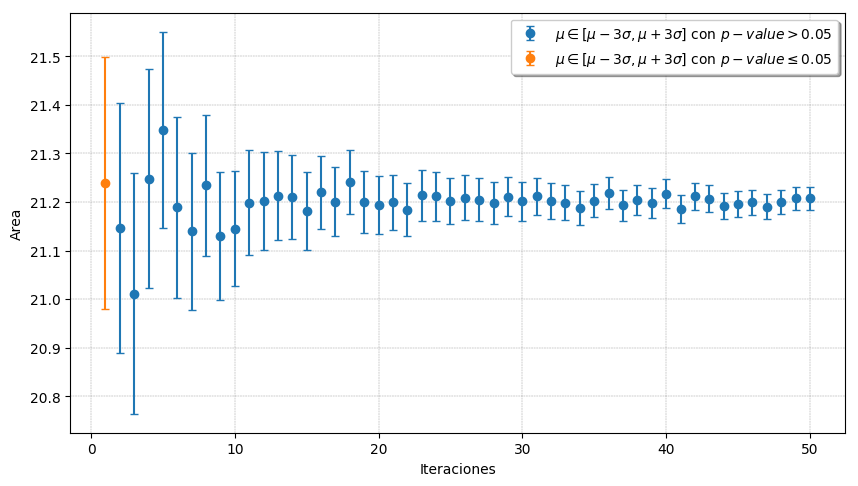 μ ∈ [μ − 3σ, μ + 3σ] con p − value > 0.05
μ ∈ [μ − 3σ, μ + 3σ] con p − value ≤ 0.05
21.5
21.4
21.3
21.2
21.1
21.0
20.9
20.8
Area
0 10 20 30 40 50
Iteraciones